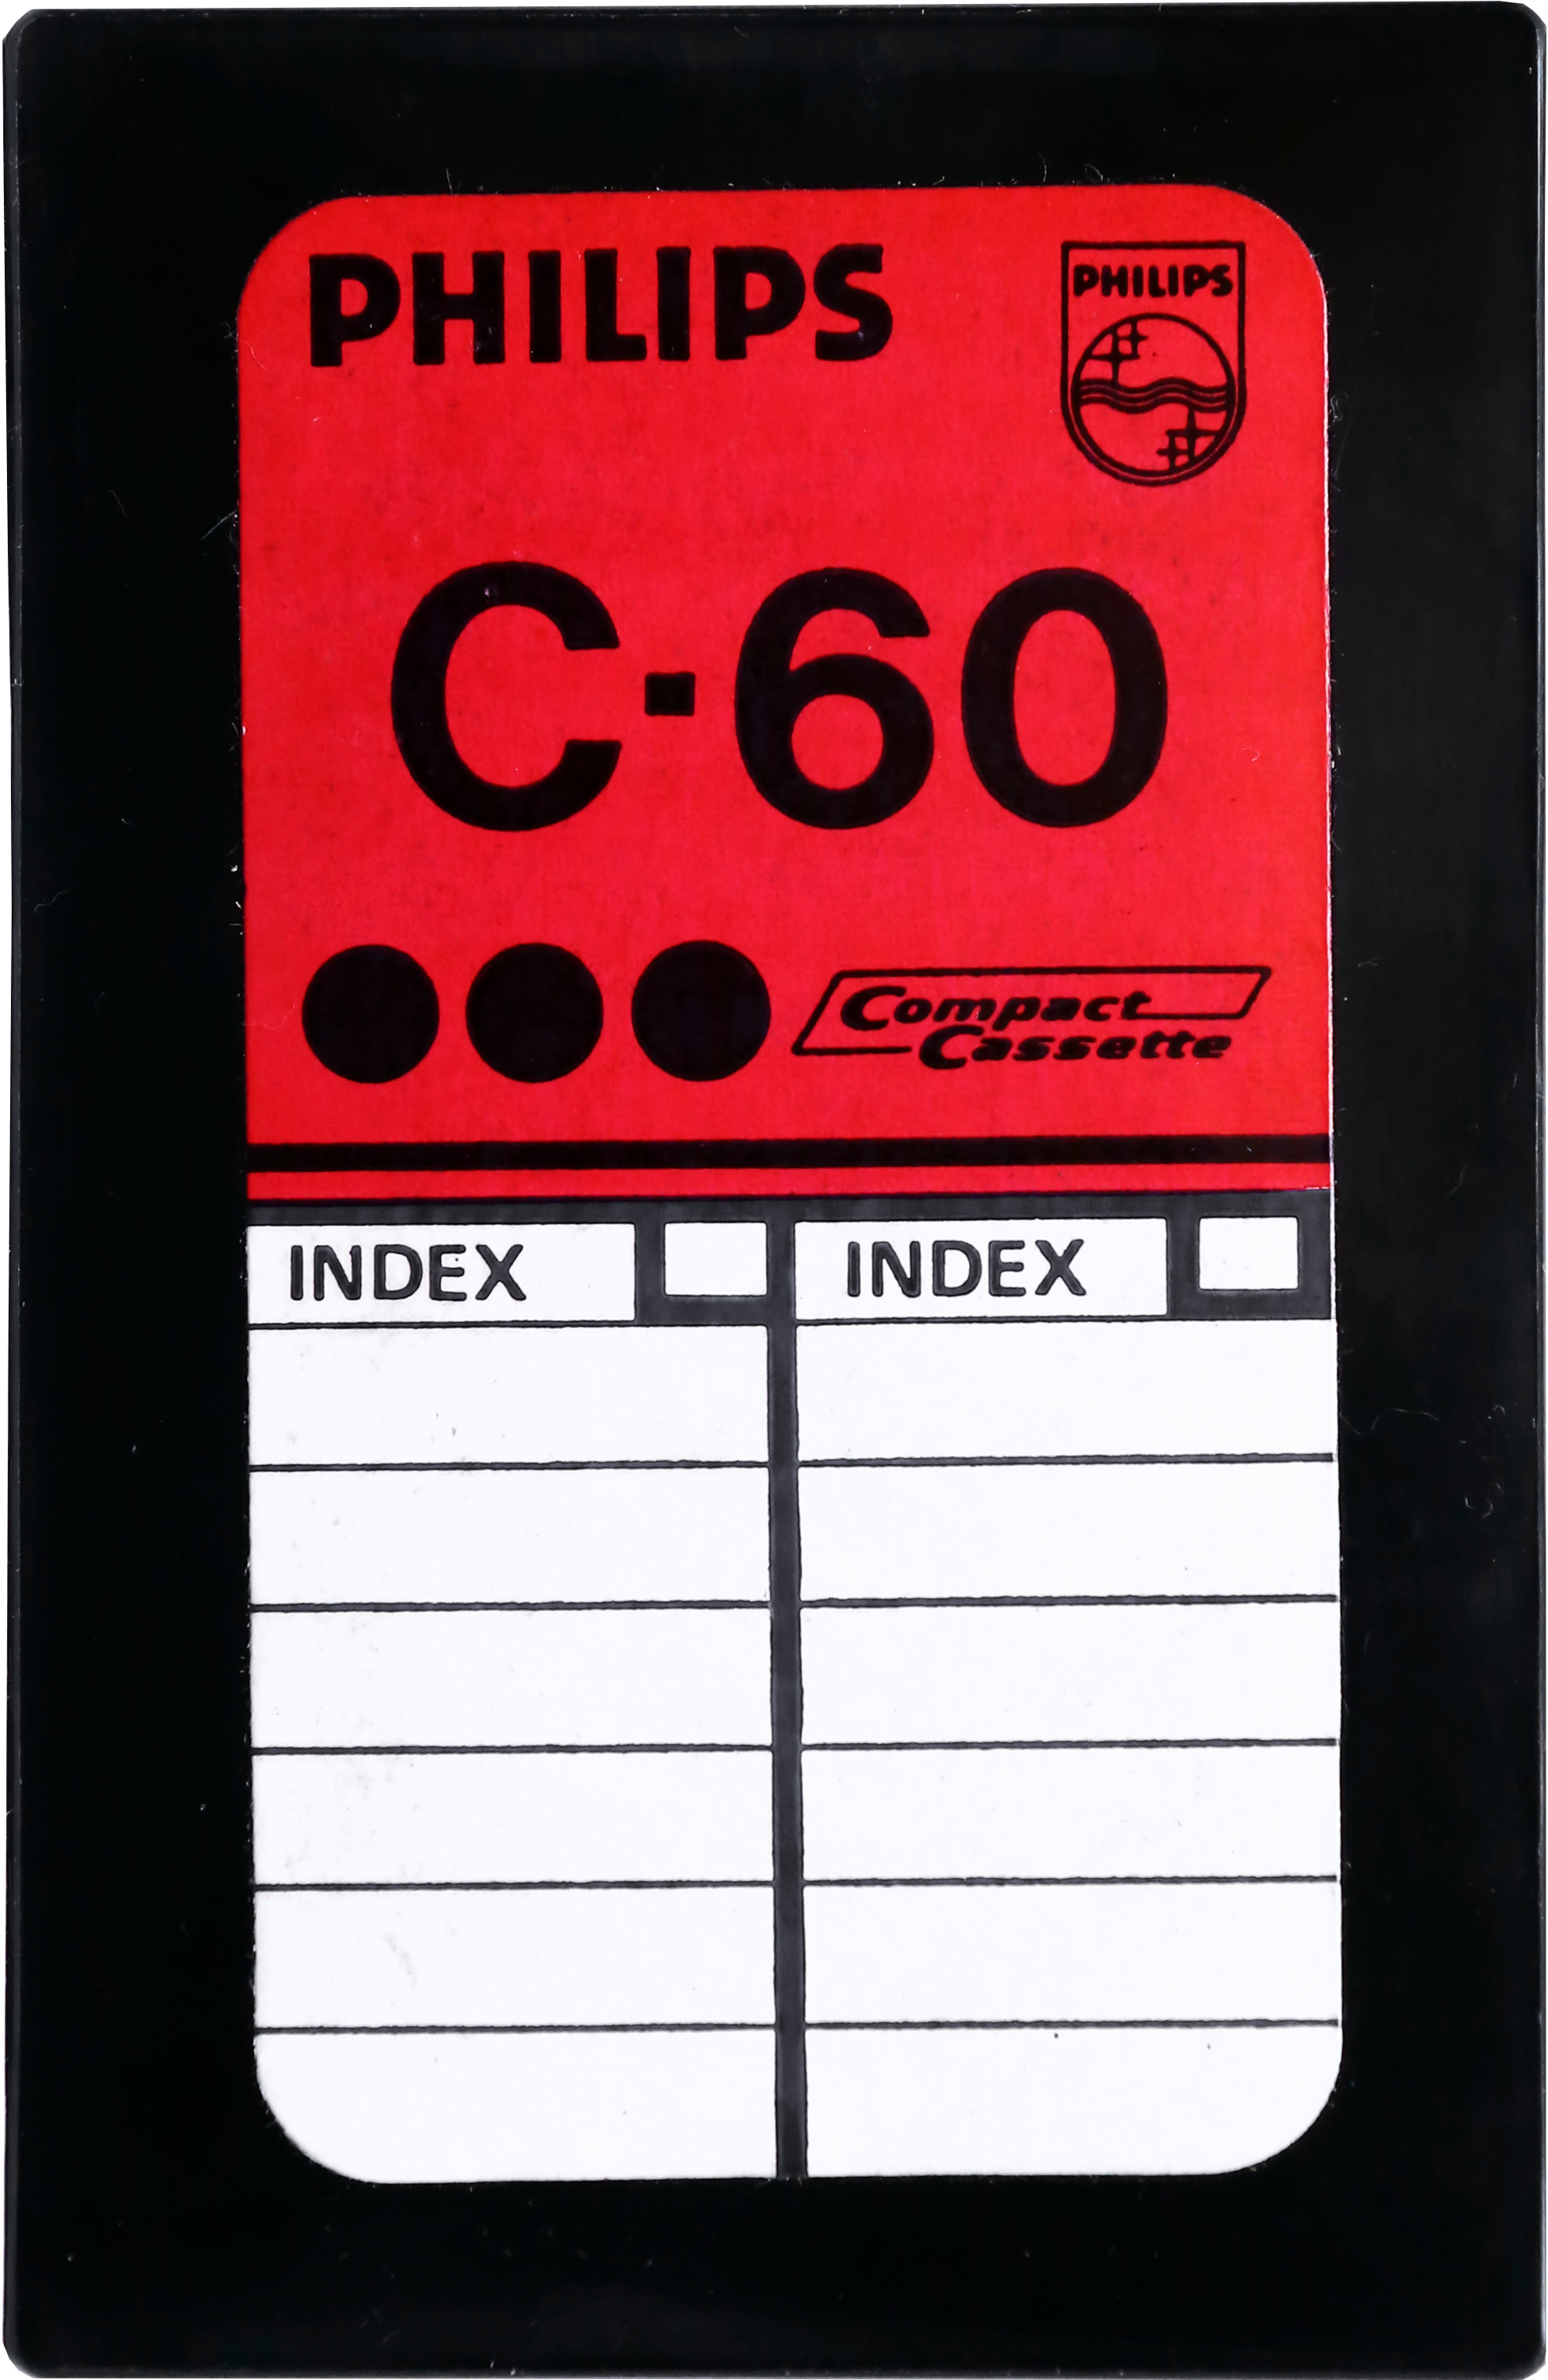 PHILIPS
PHILIPS
C-60
Compact
Cassette
INDEX INDEX